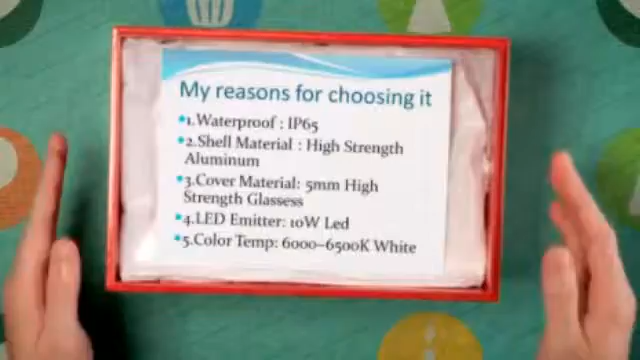 My reasons for choosing it
1.Waterproof : IP65
2.Shell Material : High Strength
Aluminum
3.Cover Material: 5mm High
Strength Glassess
4.LED Emitter: 10W Led
5.Color Temp: 6000–6500K White